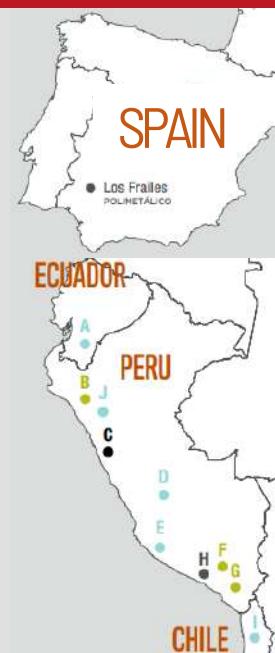 SPAIN
Los Frailes
POLIMETÁLICO
ECUADOR
A
PERU
B
J
C
D
E
H
F
G
I
CHILE